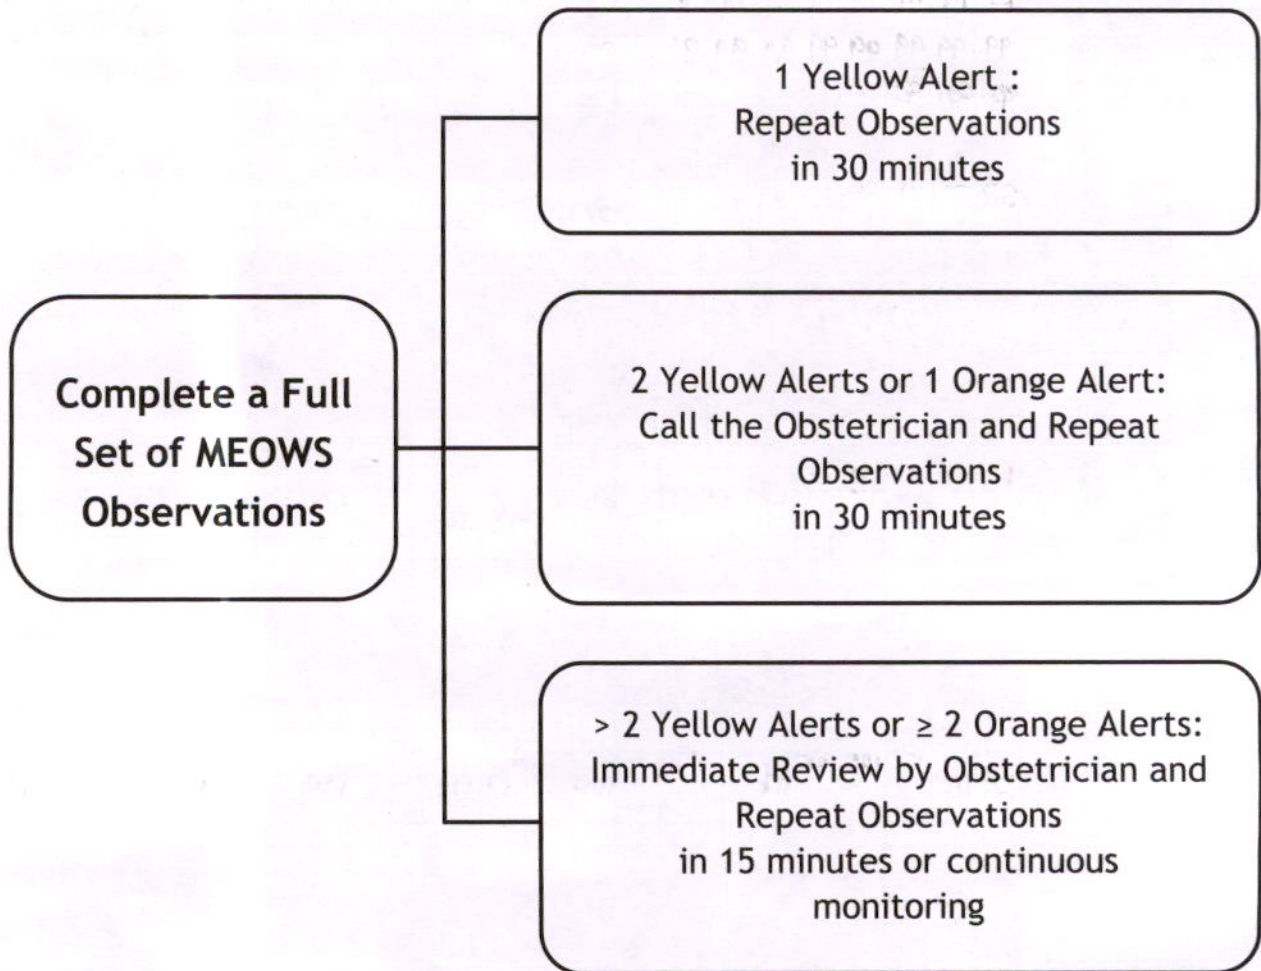 Complete a Full
Set of MEOWS
Observations
1 Yellow Alert :
Repeat Observations
in 30 minutes
2 Yellow Alerts or 1 Orange Alert:
Call the Obstetrician and Repeat
Observations
in 30 minutes
> 2 Yellow Alerts or ≥ 2 Orange Alerts:
Immediate Review by Obstetrician and
Repeat Observations
in 15 minutes or continuous
monitoring